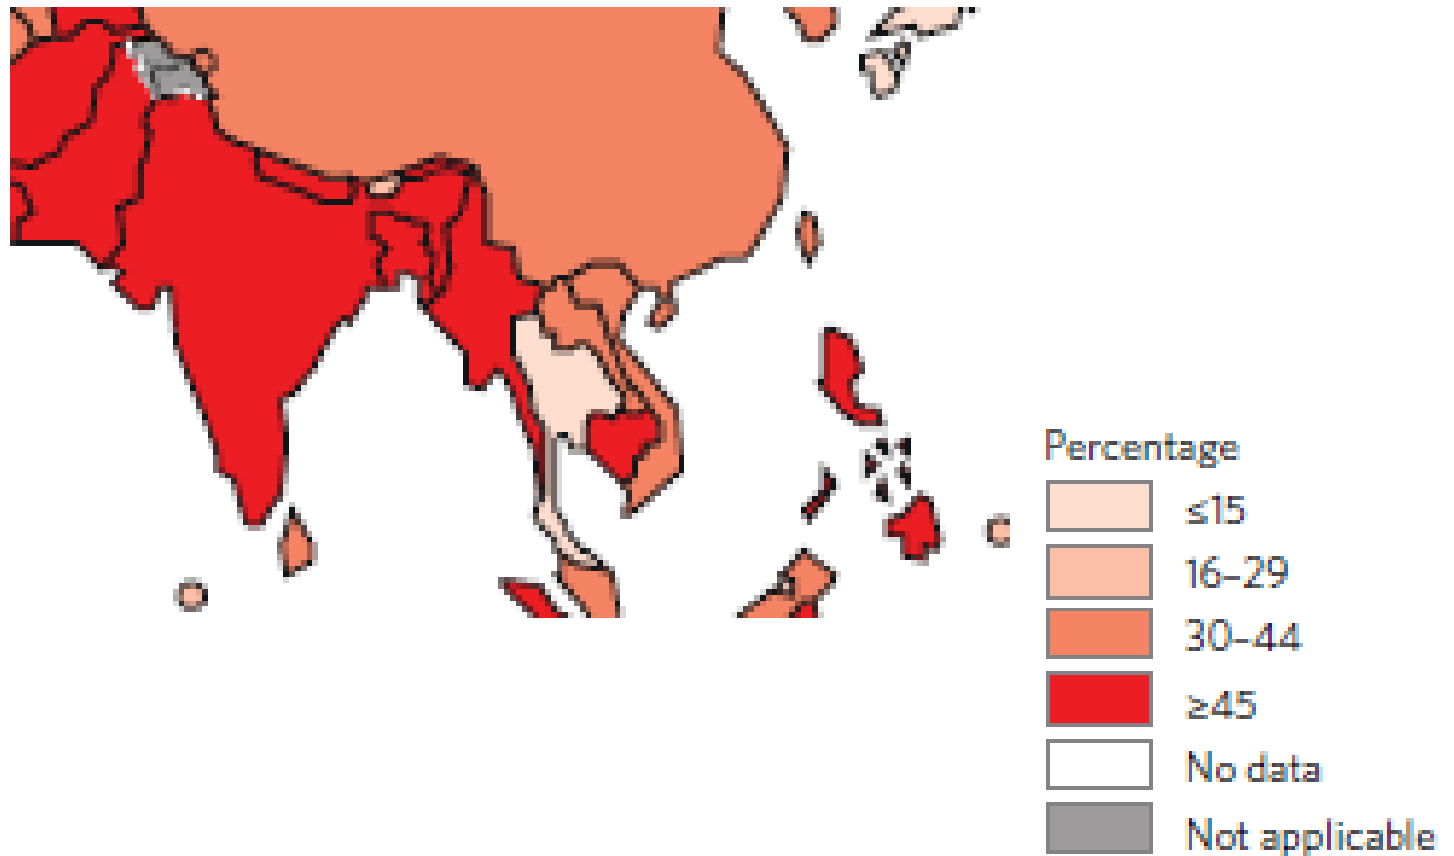 Percentage
≤15
16–29
30–44
≥45
No data
Not applicable